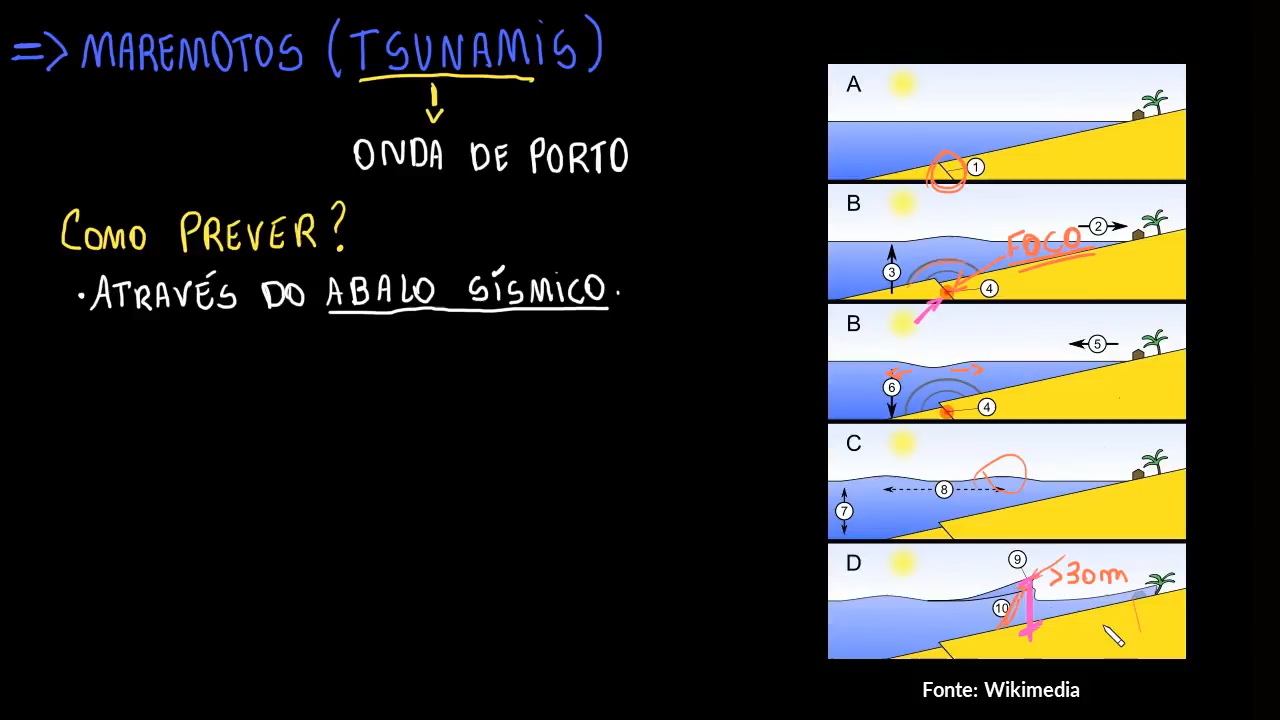 => MAREMOTOS (TSUNAMIS)
ONDA DE PORTO
COMO PREVER?
• ATRAVÉS DO ABALO SÍSMICO.
A
1
B
2
FOCO
3
4
B
5
6
4
C
8
7
D
9
>30m
10
Fonte: Wikimedia